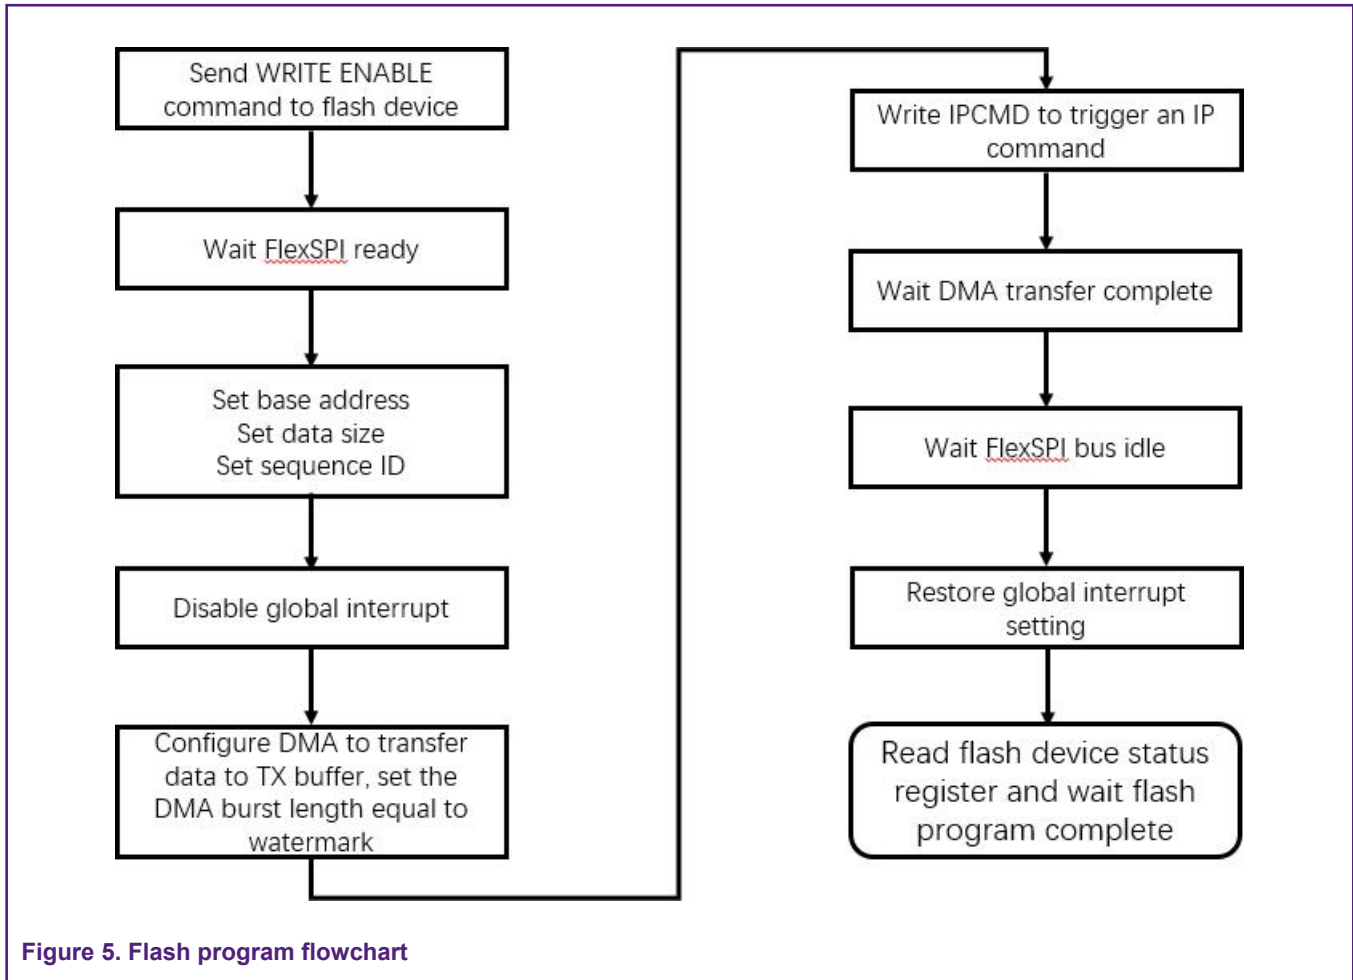 Send WRITE ENABLE
command to flash device
Wait FlexSPI ready
Set base address
Set data size
Set sequence ID
Disable global interrupt
Configure DMA to transfer
data to TX buffer, set the
DMA burst length equal to
watermark
Write IPCMD to trigger an IP
command
Wait DMA transfer complete
Wait FlexSPI bus idle
Restore global interrupt
setting
Read flash device status
register and wait flash
program complete
Figure 5. Flash program flowchart